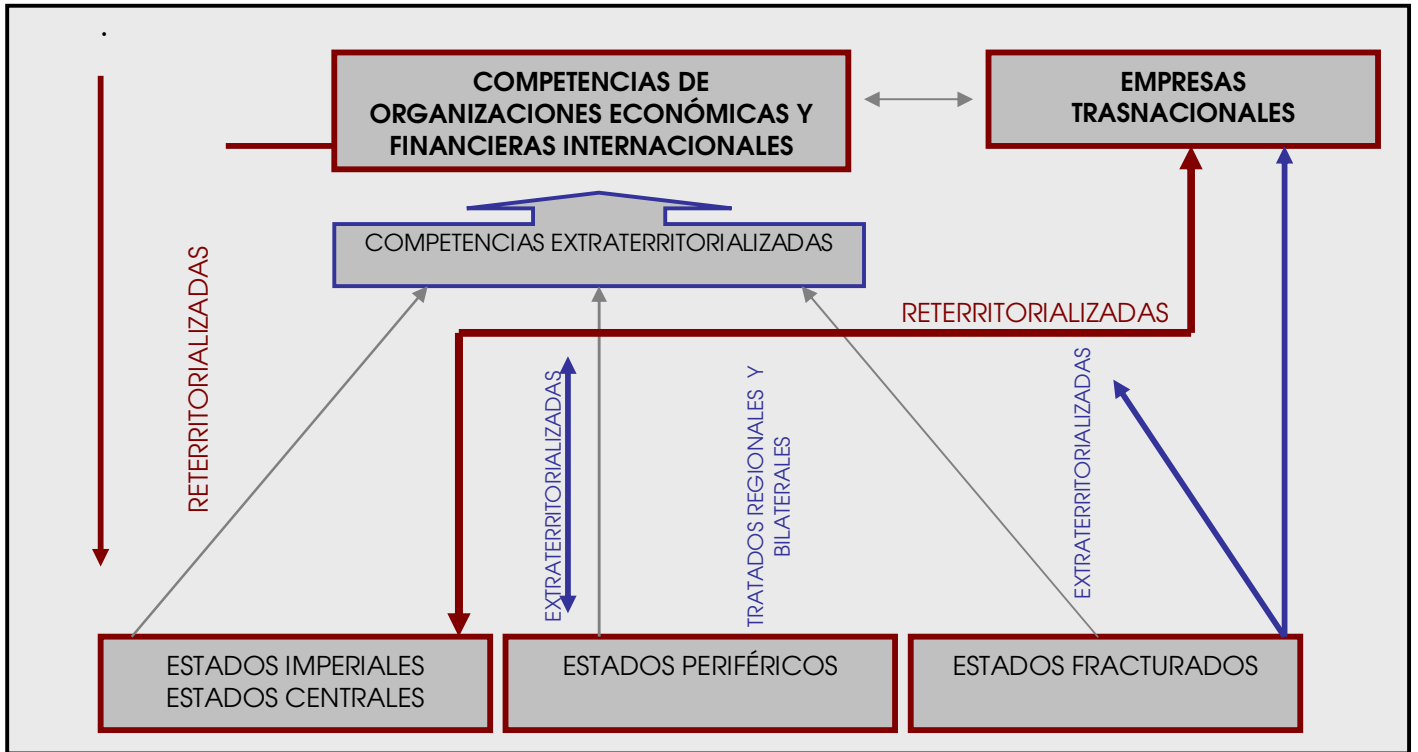 .
COMPETENCIAS DE
ORGANIZACIONES ECONÓMICAS Y
FINANCIERAS INTERNACIONALES
EMPRESAS
TRASNACIONALES
COMPETENCIAS EXTRATERRITORIALIZADAS
RETERRITORIALIZADAS
RETERRITORIALIZADAS
EXTRATERRITORIALIZADAS
TRATADOS REGIONALES Y
BILATERALES
EXTRATERRITORIALIZADAS
ESTADOS IMPERIALES
ESTADOS CENTRALES
ESTADOS PERIFÉRICOS
ESTADOS FRACTURADOS